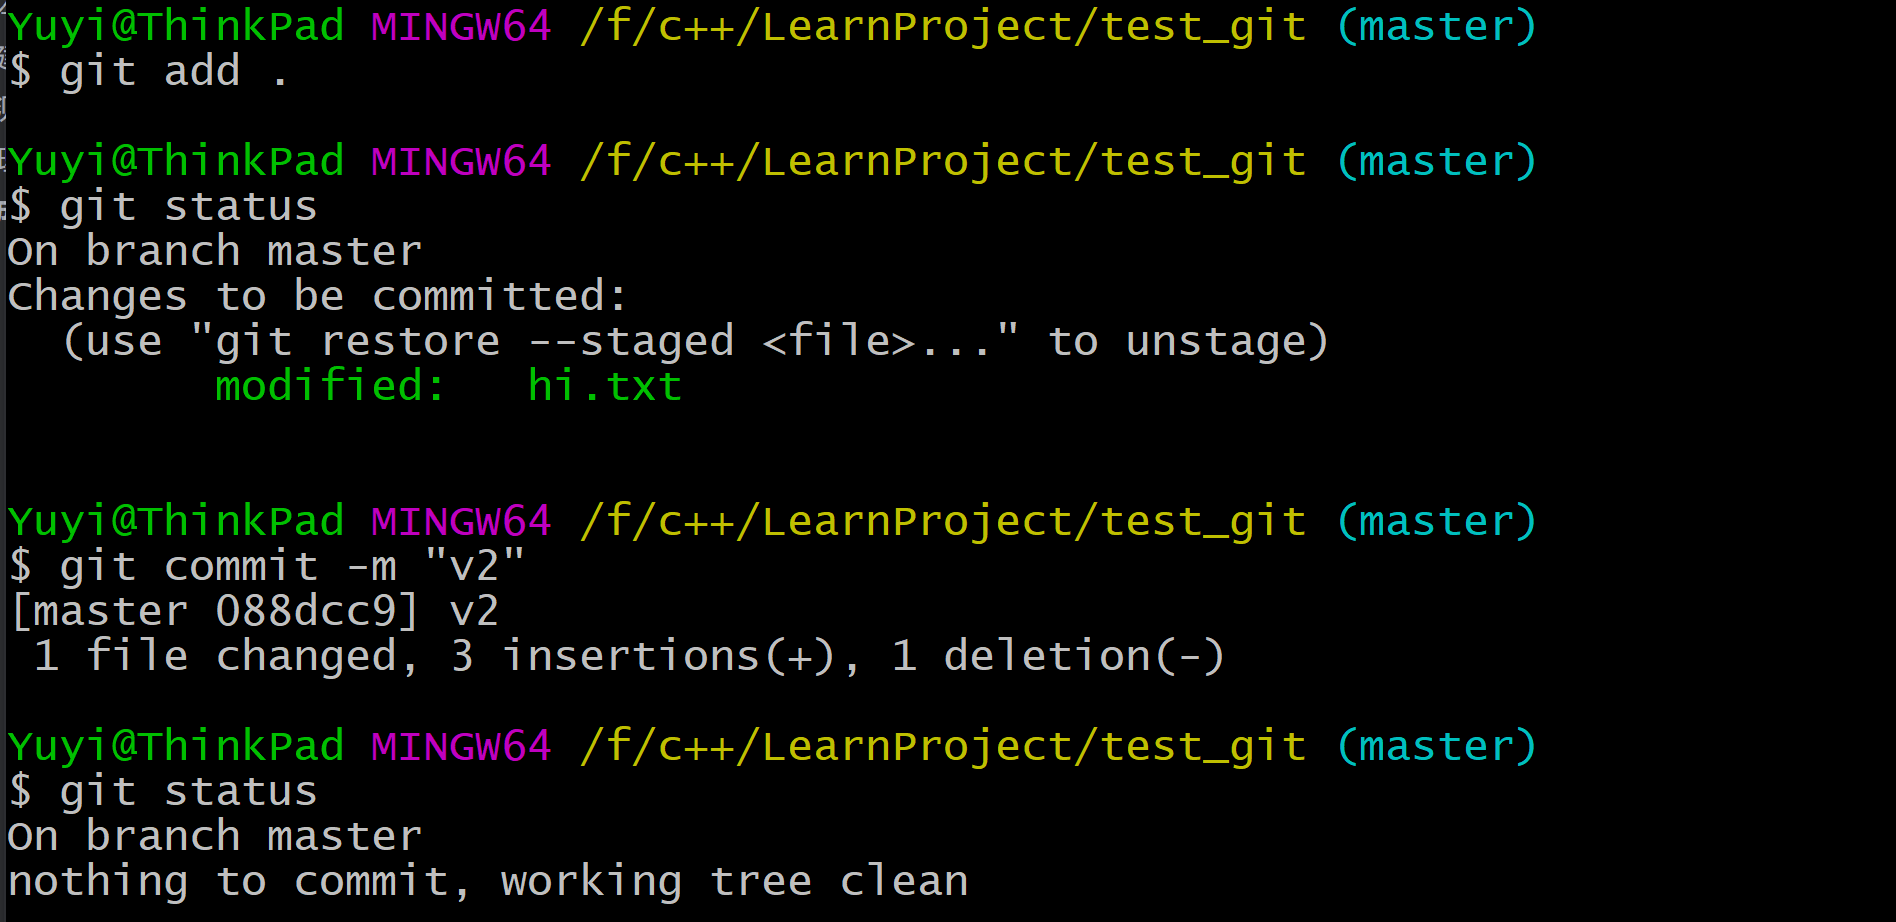 Yuyi@ThinkPad MINGW64 /f/c++/LearnProject/test_git (master)
$ git add .
Yuyi@ThinkPad MINGW64 /f/c++/LearnProject/test_git (master)
$ git status
On branch master
Changes to be committed:
  (use "git restore --staged <file>..." to unstage)
        modified:   hi.txt
Yuyi@ThinkPad MINGW64 /f/c++/LearnProject/test_git (master)
$ git commit -m "v2"
[master 088dcc9] v2
 1 file changed, 3 insertions(+), 1 deletion(-)
Yuyi@ThinkPad MINGW64 /f/c++/LearnProject/test_git (master)
$ git status
On branch master
nothing to commit, working tree clean